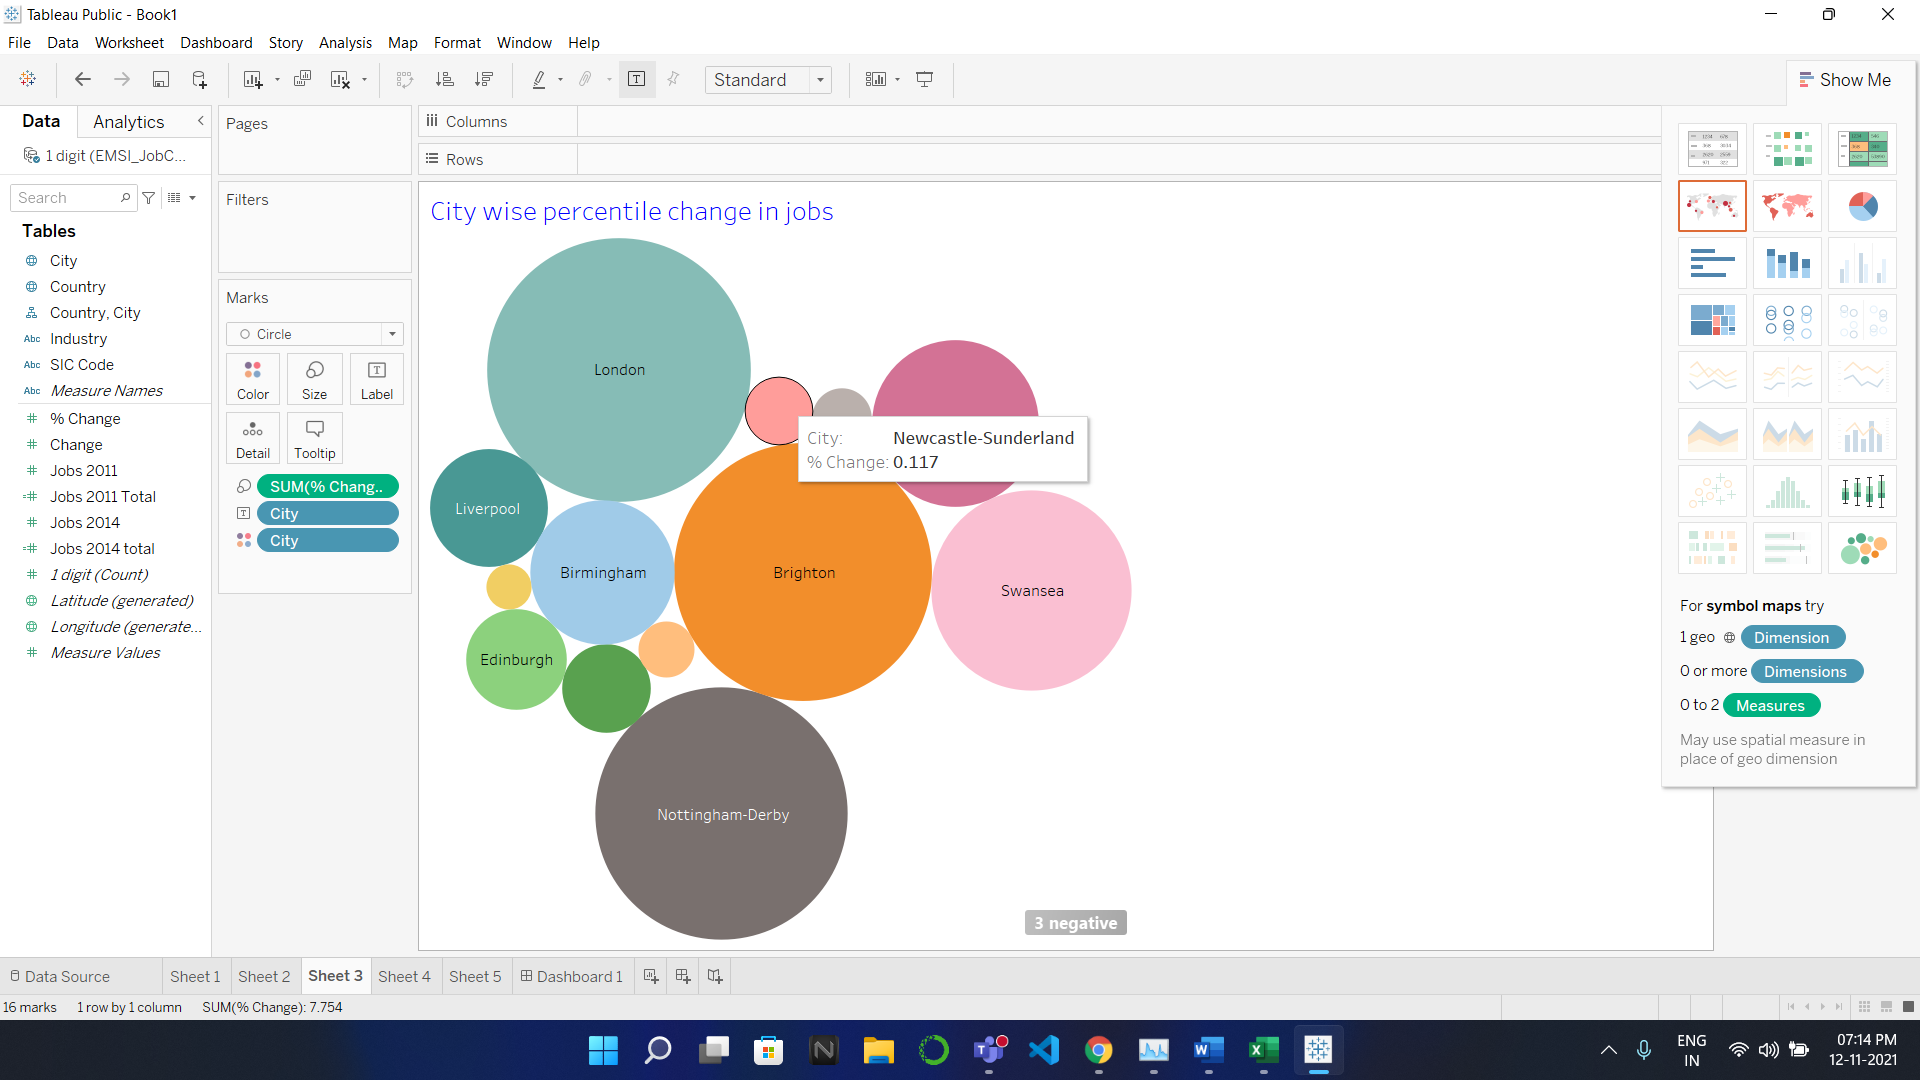 Tableau Public - Book1
File Data Worksheet Dashboard Story Analysis Map Format Window Help
Standard
Show Me
Data Analytics
1 digit (EMSI_JobC...
Search
Tables
City
Country
Country, City
Abc Industry
Abc SIC Code
Abc Measure Names
% Change
Change
Jobs 2011
Jobs 2011 Total
Jobs 2014
Jobs 2014 total
1 digit (Count)
Latitude (generated)
Longitude (generate...
Measure Values
Pages
Filters
Marks
Circle
Color Size Label
Detail Tooltip
SUM(% Chang..
City
City
Columns
Rows
City wise percentile change in jobs
London
City: Newcastle-Sunderland
% Change: 0.117
Liverpool
Birmingham
Brighton
Swansea
Edinburgh
Nottingham-Derby
3 negative
For symbol maps try
1 geo Dimension
0 or more Dimensions
0 to 2 Measures
May use spatial measure in
place of geo dimension
Data Source Sheet 1 Sheet 2 Sheet 3 Sheet 4 Sheet 5 Dashboard 1
16 marks 1 row by 1 column SUM(% Change): 7.754
ENG
IN
07:14 PM
12-11-2021